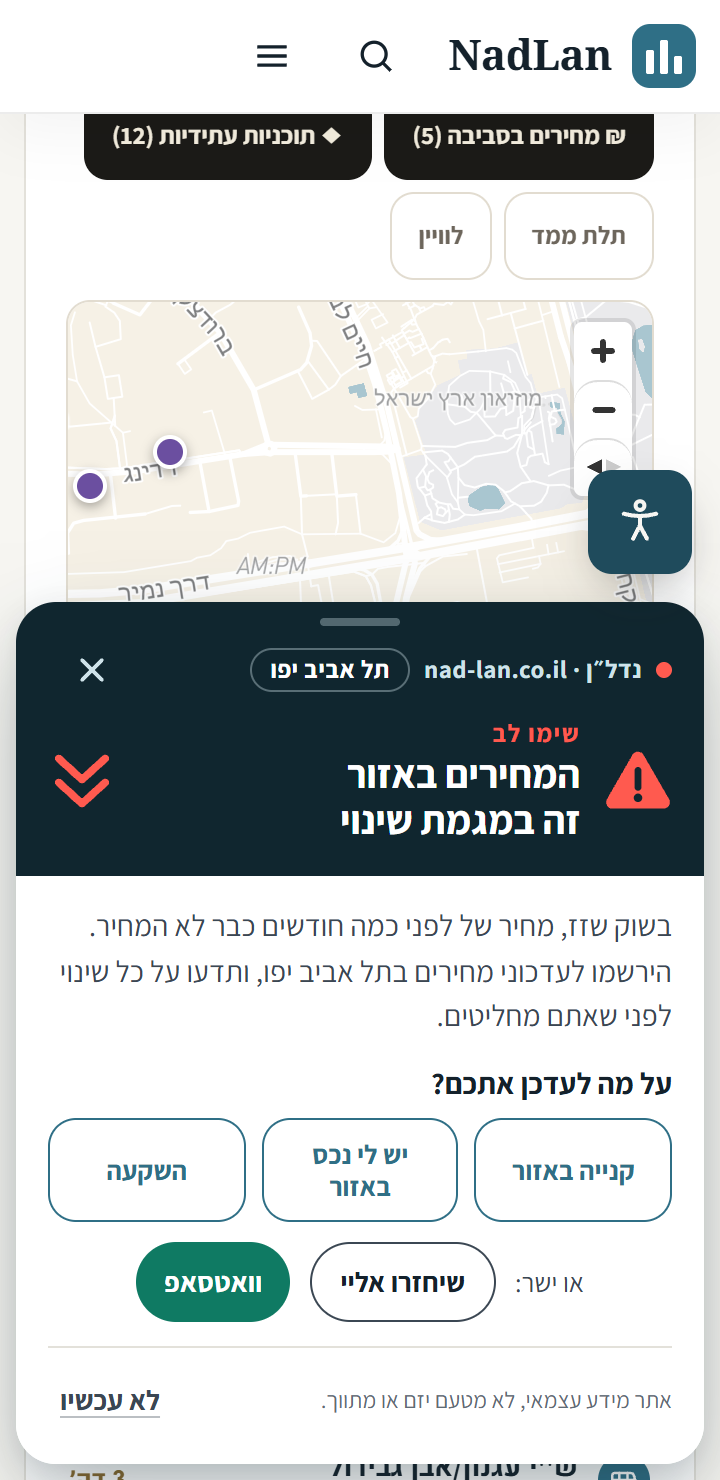 NadLan
₪ מחירים בסביבה (5)
◆ תוכניות עתידיות (12)
תלת ממד
לוויין
חיים לב
מוזיאון ארץ ישראל
AM:PM
דרך נמיר
נדל״ן · nad-lan.co.il
תל אביב יפו
שימו לב
המחירים באזור
זה במגמת שינוי
בשוק שזז, מחיר של לפני כמה חודשים כבר לא המחיר.
הירשמו לעדכוני מחירים בתל אביב יפו, ותדעו על כל שינוי
לפני שאתם מחליטים.
על מה לעדכן אתכם?
קנייה באזור
יש לי נכס
באזור
השקעה
או ישר:
שיחזרו אליי
וואטסאפ
אתר מידע עצמאי, לא מטעם יזם או מתווך.
לא עכשיו